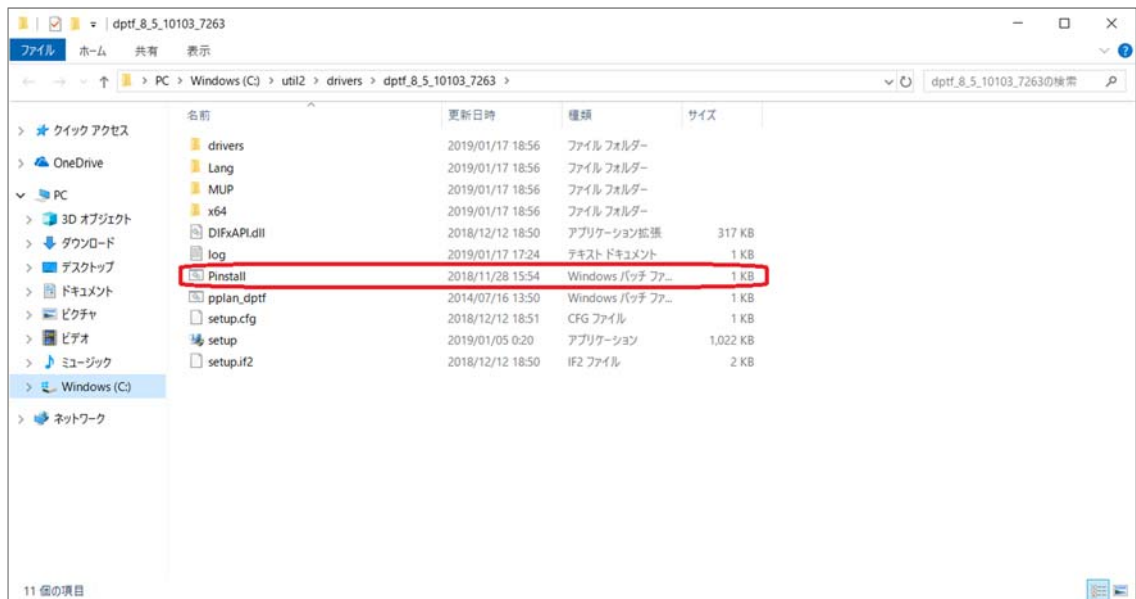 dptf_8_5_10103_7263
ファイル ホーム 共有 表示
PC > Windows (C:) > util2 > drivers > dptf_8_5_10103_7263 > dptf_8_5_10103_7263の検索
名前 更新日時 種類 サイズ
クイック アクセス
OneDrive
PC
3D オブジェクト
ダウンロード
デスクトップ
ドキュメント
ピクチャ
ビデオ
ミュージック
Windows (C:)
ネットワーク
drivers 2019/01/17 18:56 ファイル フォルダー
Lang 2019/01/17 18:56 ファイル フォルダー
MUP 2019/01/17 18:56 ファイル フォルダー
x64 2019/01/17 18:56 ファイル フォルダー
DIFxAPI.dll 2018/12/12 18:50 アプリケーション拡張 317 KB
log 2019/01/17 17:24 テキスト ドキュメント 1 KB
Pinstall 2018/11/28 15:54 Windows バッチ ファ... 1 KB
pplan_dptf 2014/07/16 13:50 Windows バッチ ファ... 1 KB
setup.cfg 2018/12/12 18:51 CFG ファイル 1 KB
setup 2019/01/05 0:20 アプリケーション 1,022 KB
setup.if2 2018/12/12 18:50 IF2 ファイル 2 KB
11 個の項目